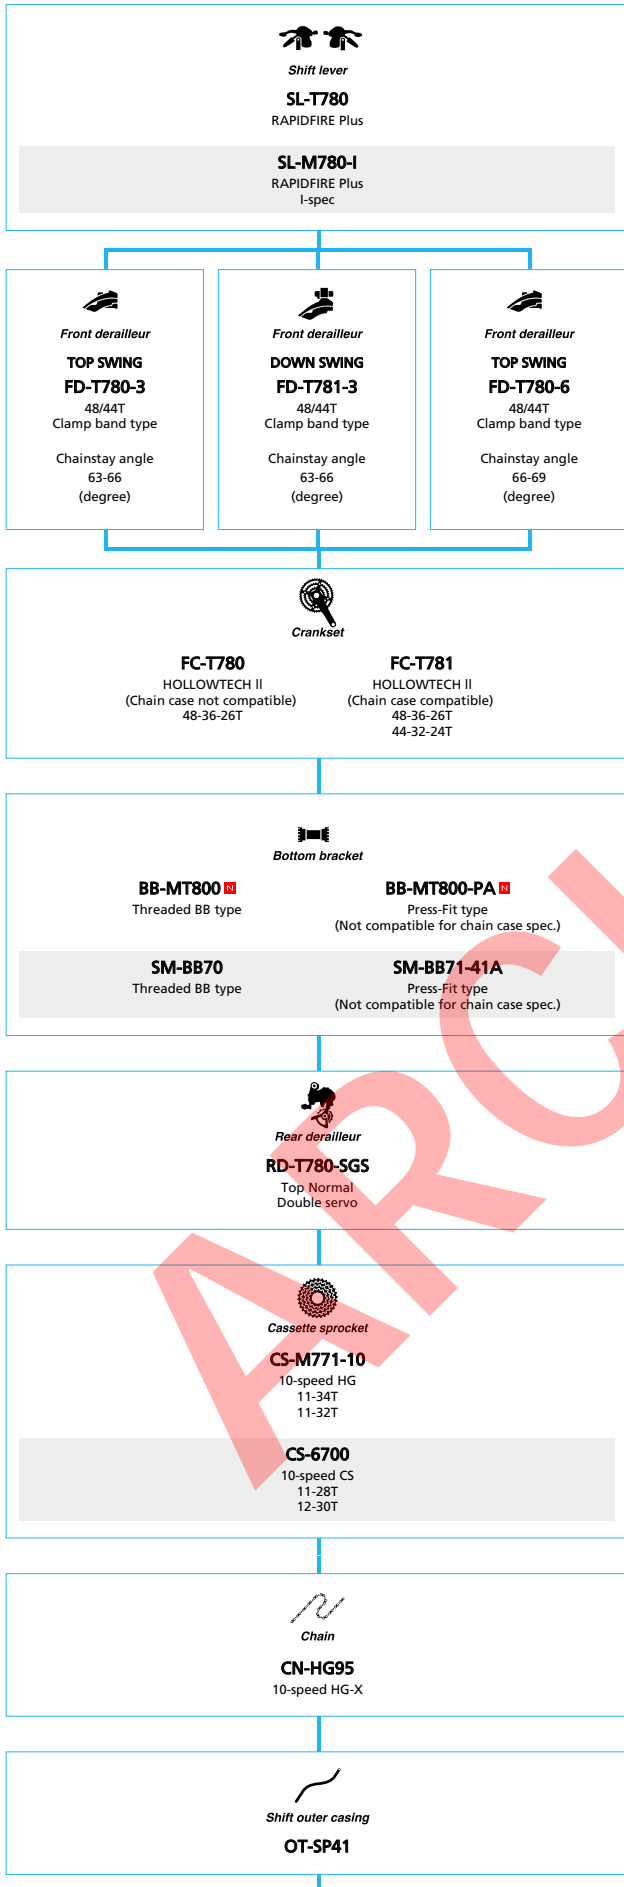 Shift lever
SL-T780
RAPIDFIRE Plus
SL-M780-I
RAPIDFIRE Plus
I-spec
Front derailleur
TOP SWING
FD-T780-3
48/44T
Clamp band type
Chainstay angle
63-66
(degree)
Front derailleur
DOWN SWING
FD-T781-3
48/44T
Clamp band type
Chainstay angle
63-66
(degree)
Front derailleur
TOP SWING
FD-T780-6
48/44T
Clamp band type
Chainstay angle
66-69
(degree)
Crankset
FC-T780
HOLLOWTECH ll
(Chain case not compatible)
48-36-26T
FC-T781
HOLLOWTECH ll
(Chain case compatible)
48-36-26T
44-32-24T
Bottom bracket
BB-MT800 N
Threaded BB type
BB-MT800-PA N
Press-Fit type
(Not compatible for chain case spec.)
SM-BB70
Threaded BB type
SM-BB71-41A
Press-Fit type
(Not compatible for chain case spec.)
Rear derailleur
RD-T780-SGS
Top Normal
Double servo
Cassette sprocket
CS-M771-10
10-speed HG
11-34T
11-32T
CS-6700
10-speed CS
11-28T
12-30T
Chain
CN-HG95
10-speed HG-X
Shift outer casing
OT-SP41
ARC